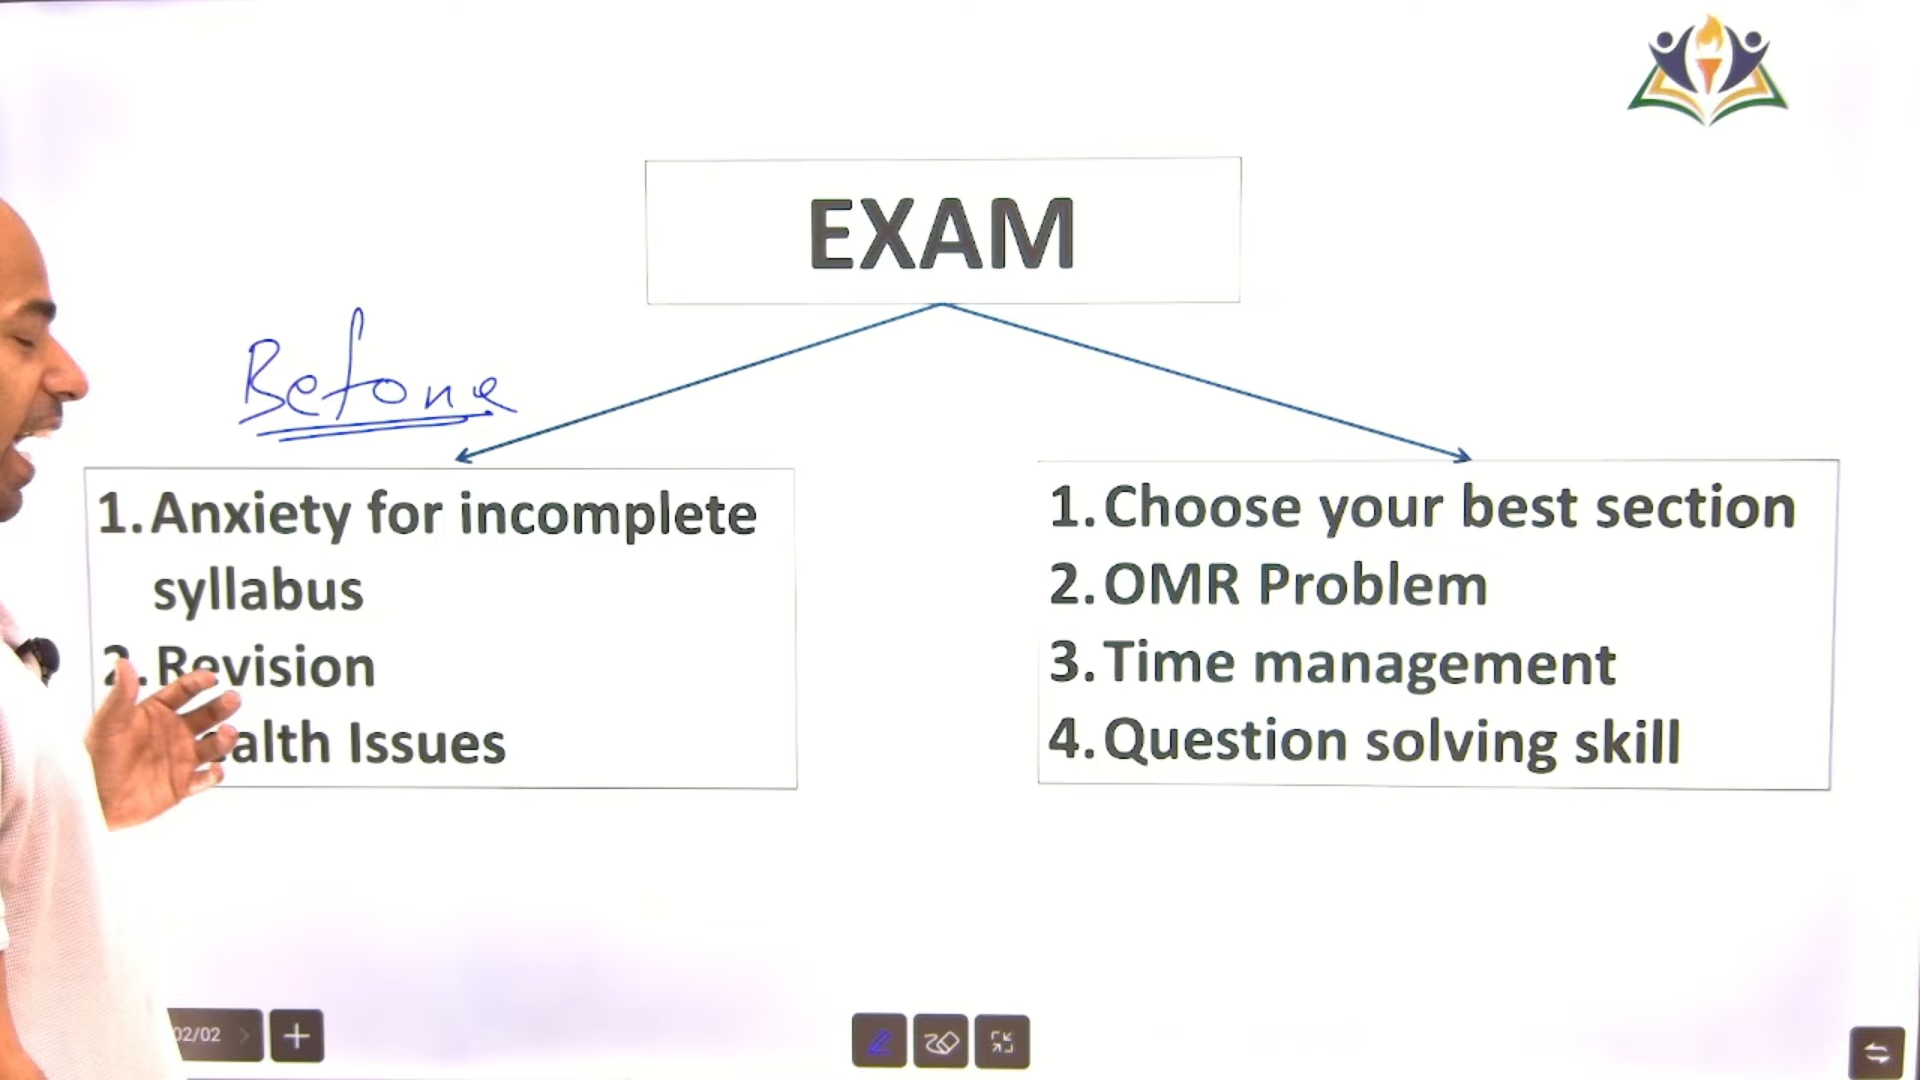 EXAM
Before
1. Anxiety for incomplete
syllabus
2. Revision
Issues
1. Choose your best section
2. OMR Problem
3. Time management
4. Question solving skill
02/02